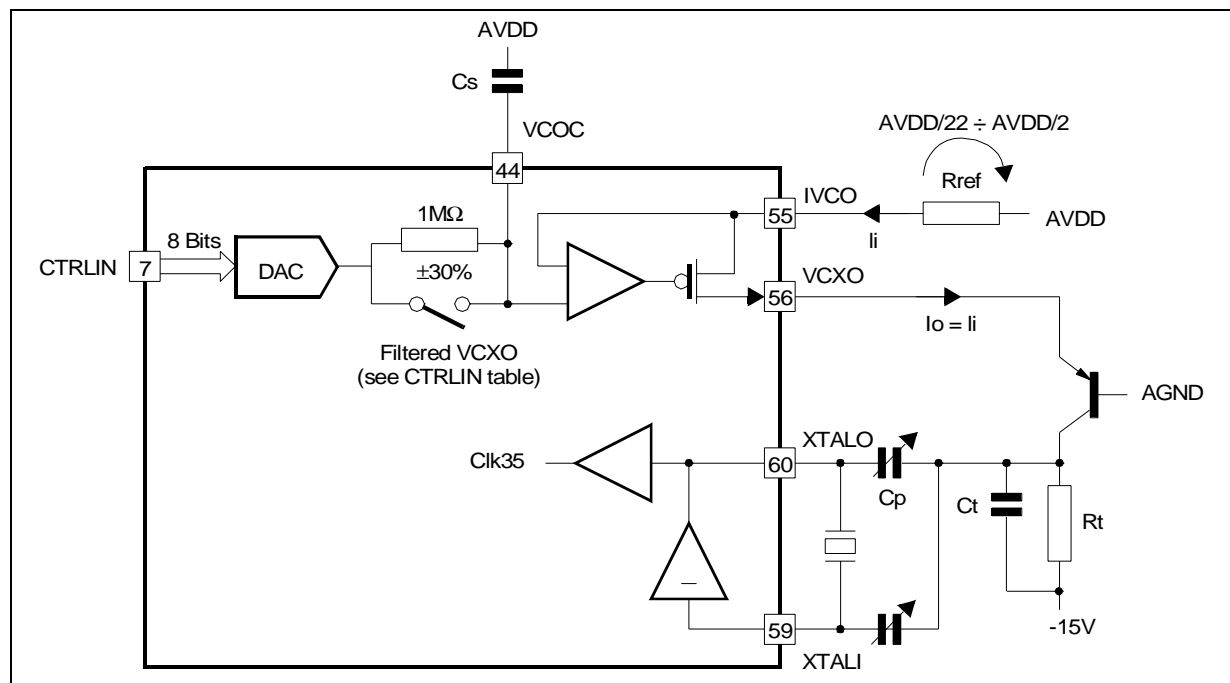 AVDD
Cs
VCOC
44
AVDD/22 ÷ AVDD/2
Rref
AVDD
IVCO
55
Ii
1MΩ
±30%
8 Bits
CTRLIN
7
DAC
VCXO
56
Io = Ii
Filtered VCXO
(see CTRLIN table)
AGND
XTALO
60
Clk35
Cp
Ct
Rt
–
59
XTALI
-15V